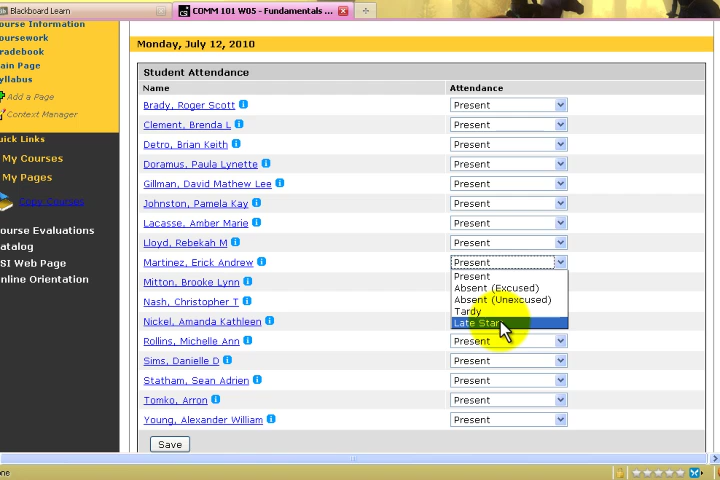 Blackboard Learn
COMM 101 W05 - Fundamentals ...
ourse Information
oursework
radebook
ain Page
yllabus
Add a Page
Context Manager
uick Links
My Courses
My Pages
Copy Courses
ourse Evaluations
atalog
SI Web Page
nline Orientation
Monday, July 12, 2010
Student Attendance
Name Attendance
Brady, Roger Scott Present
Clement, Brenda L Present
Detro, Brian Keith Present
Doramus, Paula Lynette Present
Gillman, David Mathew Lee Present
Johnston, Pamela Kay Present
Lacasse, Amber Marie Present
Lloyd, Rebekah M Present
Martinez, Erick Andrew Present
Present
Mitton, Brooke Lynn Absent (Excused)
Nash, Christopher T Absent (Unexcused)
Tardy
Nickel, Amanda Kathleen Late Start
Rollins, Michelle Ann Present
Sims, Danielle D Present
Statham, Sean Adrien Present
Tomko, Arron Present
Young, Alexander William Present
Save
one